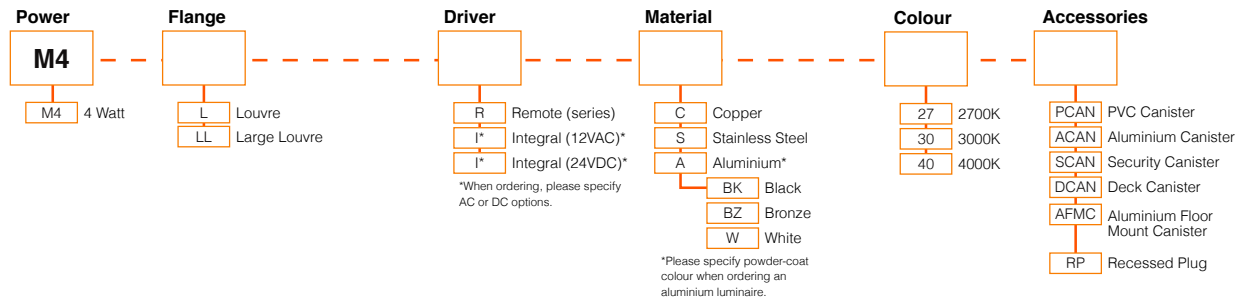 Power
M4
M4 4 Watt
Flange
L Louvre
LL Large Louvre
Driver
R Remote (series)
I* Integral (12VAC)*
I* Integral (24VDC)*
*When ordering, please specify
AC or DC options.
Material
C Copper
S Stainless Steel
A Aluminium*
BK Black
BZ Bronze
W White
*Please specify powder-coat
colour when ordering an
aluminium luminaire.
Colour
27 2700K
30 3000K
40 4000K
Accessories
PCAN PVC Canister
ACAN Aluminium Canister
SCAN Security Canister
DCAN Deck Canister
AFMC Aluminium Floor
Mount Canister
RP Recessed Plug